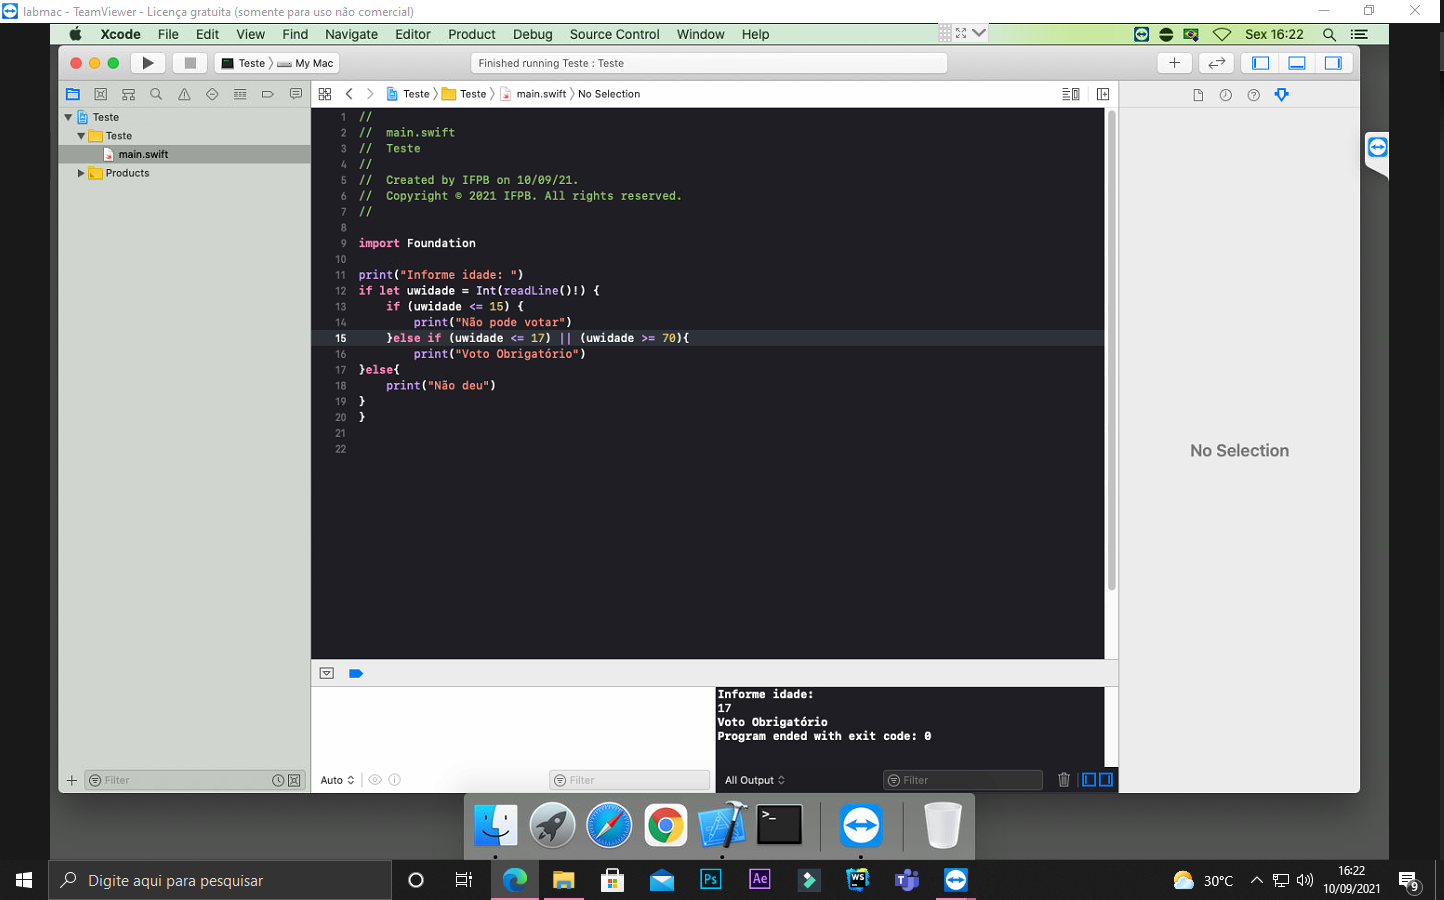 labmac - TeamViewer - Licença gratuita (somente para uso não comercial)
Xcode File Edit View Find Navigate Editor Product Debug Source Control Window Help Sex 16:22
Teste My Mac Finished running Teste : Teste
Teste Teste main.swift No Selection
Teste
Teste
main.swift
Products
1 //
2 // main.swift
3 // Teste
4 //
5 // Created by IFPB on 10/09/21.
6 // Copyright © 2021 IFPB. All rights reserved.
7 //
8
9 import Foundation
10
11 print("Informe idade: ")
12 if let uwidade = Int(readLine()!) {
13 if (uwidade <= 15) {
14 print("Não pode votar")
15 }else if (uwidade <= 17) || (uwidade >= 70){
16 print("Voto Obrigatório")
17 }else{
18 print("Não deu")
19 }
20 }
21
22
No Selection
Informe idade:
17
Voto Obrigatório
Program ended with exit code: 0
Filter Auto Filter All Output Filter
>_
Digite aqui para pesquisar Ps Ae WS T 30°C 16:22
10/09/2021 9